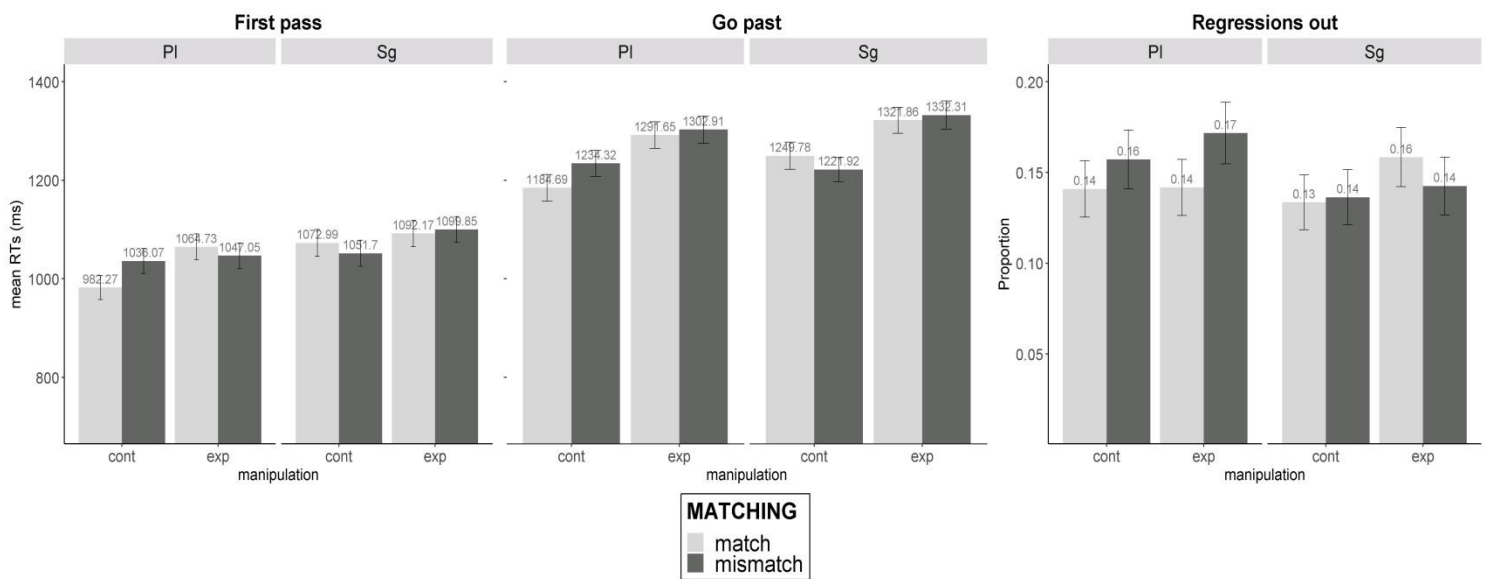 First pass Go past Regressions out
Pl Sg Pl Sg Pl Sg
1400 0.20
1332.31
1321.86
1302.91
1291.65
1249.78
1234.32
1221.92
1200
1184.69
0.17
0.16 0.16
0.15
0.14 0.14 0.14 0.14
0.13
1099.85
1092.17
1072.99
1064.73
1051.7
1047.05
1036.07
1000
982.27
0.10
mean RTs (ms)
Proportion
800
0.05
cont exp cont exp cont exp cont exp cont exp cont exp
manipulation manipulation manipulation
MATCHING
match
mismatch